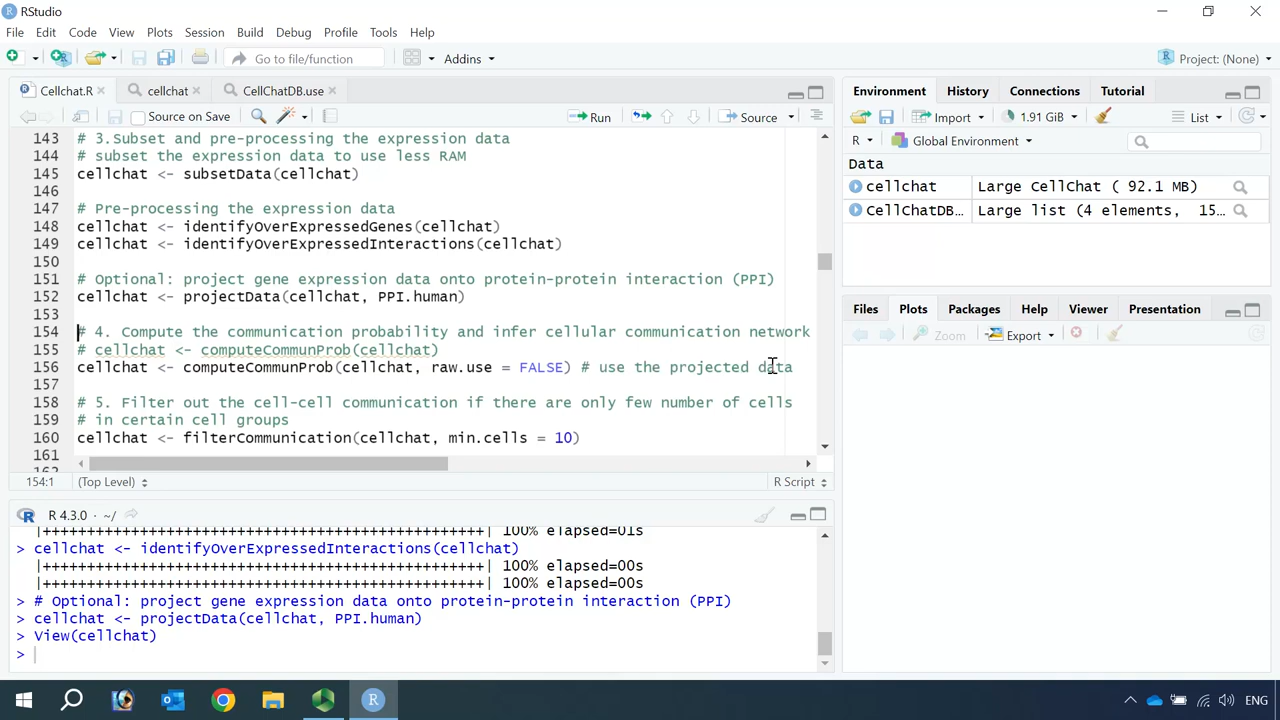 RStudio
File Edit Code View Plots Session Build Debug Profile Tools Help
Go to file/function
Addins
Project: (None)
Cellchat.R
cellchat
CellChatDB.use
Source on Save
Run
Source
143 # 3.Subset and pre-processing the expression data
144 # subset the expression data to use less RAM
145 cellchat <- subsetData(cellchat)
146
147 # Pre-processing the expression data
148 cellchat <- identifyOverExpressedGenes(cellchat)
149 cellchat <- identifyOverExpressedInteractions(cellchat)
150
151 # Optional: project gene expression data onto protein-protein interaction (PPI)
152 cellchat <- projectData(cellchat, PPI.human)
153
154 # 4. Compute the communication probability and infer cellular communication network
155 # cellchat <- computeCommunProb(cellchat)
156 cellchat <- computeCommunProb(cellchat, raw.use = FALSE) # use the projected data
157
158 # 5. Filter out the cell-cell communication if there are only few number of cells
159 # in certain cell groups
160 cellchat <- filterCommunication(cellchat, min.cells = 10)
161
154:1 (Top Level) R Script
R 4.3.0 · ~/
|++++++++++++++++++++++++++++++++++++++++++++++++++| 100% elapsed=01s
> cellchat <- identifyOverExpressedInteractions(cellchat)
|++++++++++++++++++++++++++++++++++++++++++++++++++| 100% elapsed=00s
|++++++++++++++++++++++++++++++++++++++++++++++++++| 100% elapsed=00s
> # Optional: project gene expression data onto protein-protein interaction (PPI)
> cellchat <- projectData(cellchat, PPI.human)
> View(cellchat)
>
Environment History Connections Tutorial
Import 1.91 GiB List
R Global Environment
Data
cellchat Large CellChat ( 92.1 MB)
CellChatDB… Large list (4 elements, 15…
Files Plots Packages Help Viewer Presentation
Zoom Export
ENG